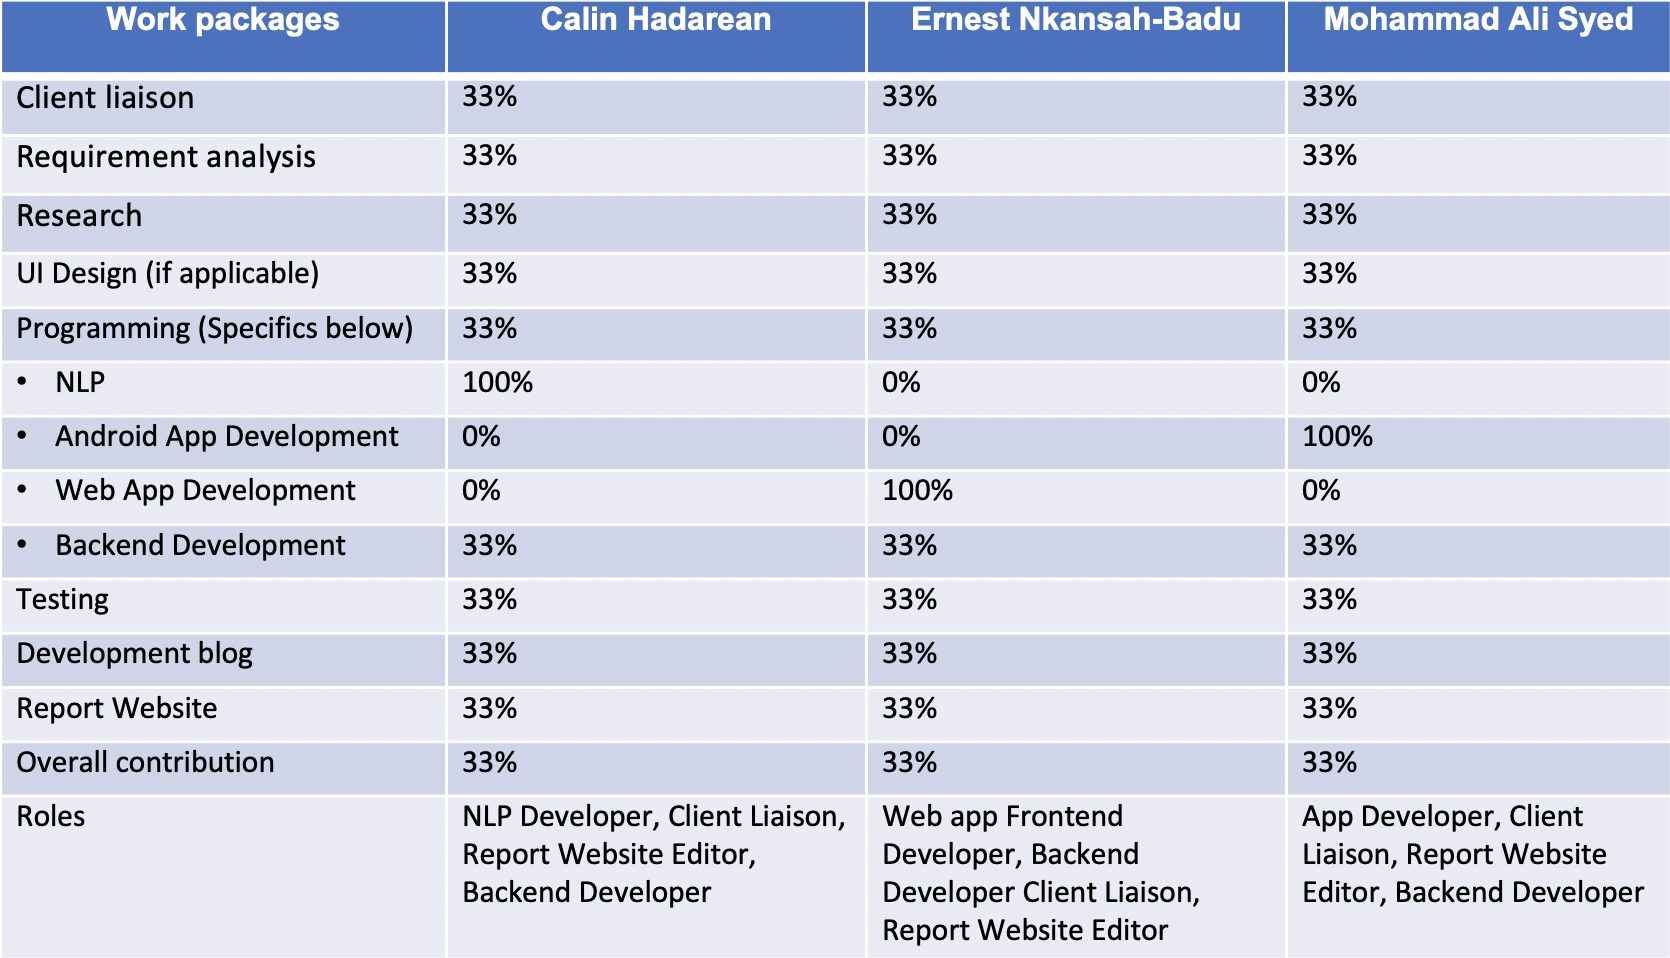 Work packages Calin Hadarean Ernest Nkansah-Badu Mohammad Ali Syed
Client liaison 33% 33% 33%
Requirement analysis 33% 33% 33%
Research 33% 33% 33%
UI Design (if applicable) 33% 33% 33%
Programming (Specifics below) 33% 33% 33%
• NLP 100% 0% 0%
• Android App Development 0% 0% 100%
• Web App Development 0% 100% 0%
• Backend Development 33% 33% 33%
Testing 33% 33% 33%
Development blog 33% 33% 33%
Report Website 33% 33% 33%
Overall contribution 33% 33% 33%
Roles
NLP Developer, Client Liaison,
Report Website Editor,
Backend Developer
Web app Frontend
Developer, Backend
Developer Client Liaison,
Report Website Editor
App Developer, Client
Liaison, Report Website
Editor, Backend Developer